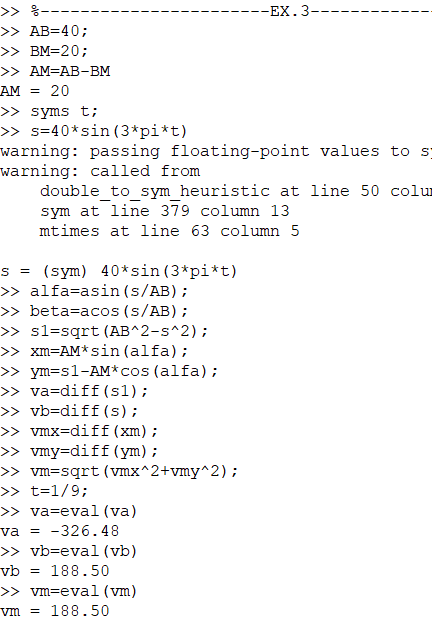 >> %-----------------------EX.3------------
>> AB=40;
>> BM=20;
>> AM=AB-BM
AM = 20
>> syms t;
>> s=40*sin(3*pi*t)
warning: passing floating-point values to
warning: called from
    double_to_sym_heuristic at line 50
    sym at line 379 column 13
    mtimes at line 63 column 5

s = (sym) 40*sin(3*pi*t)
>> alfa=asin(s/AB);
>> beta=acos(s/AB);
>> s1=sqrt(AB^2-s^2);
>> xm=AM*sin(alfa);
>> ym=s1-AM*cos(alfa);
>> va=diff(s1);
>> vb=diff(s);
>> vmx=diff(xm);
>> vmy=diff(ym);
>> vm=sqrt(vmx^2+vmy^2);
>> t=1/9;
>> va=eval(va)
va = -326.48
>> vb=eval(vb)
vb = 188.50
>> vm=eval(vm)
vm = 188.50